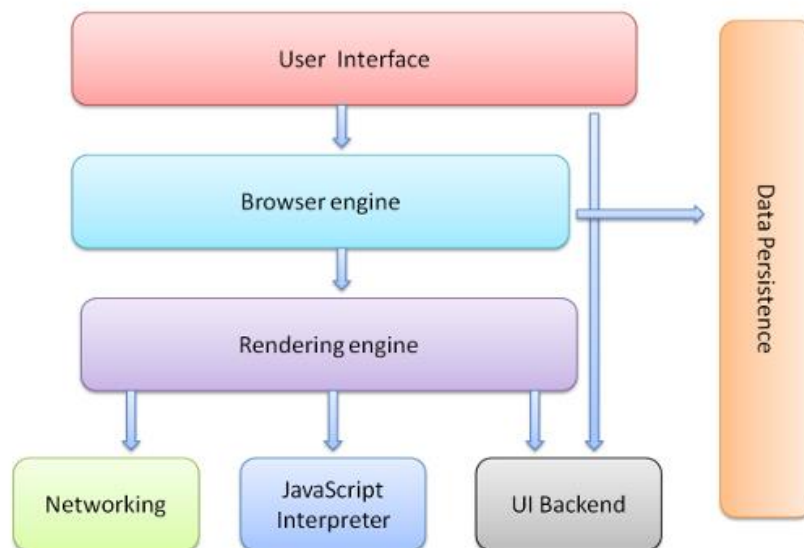 User Interface
Browser engine
Data Persistence
Rendering engine
Networking
JavaScript
Interpreter
UI Backend